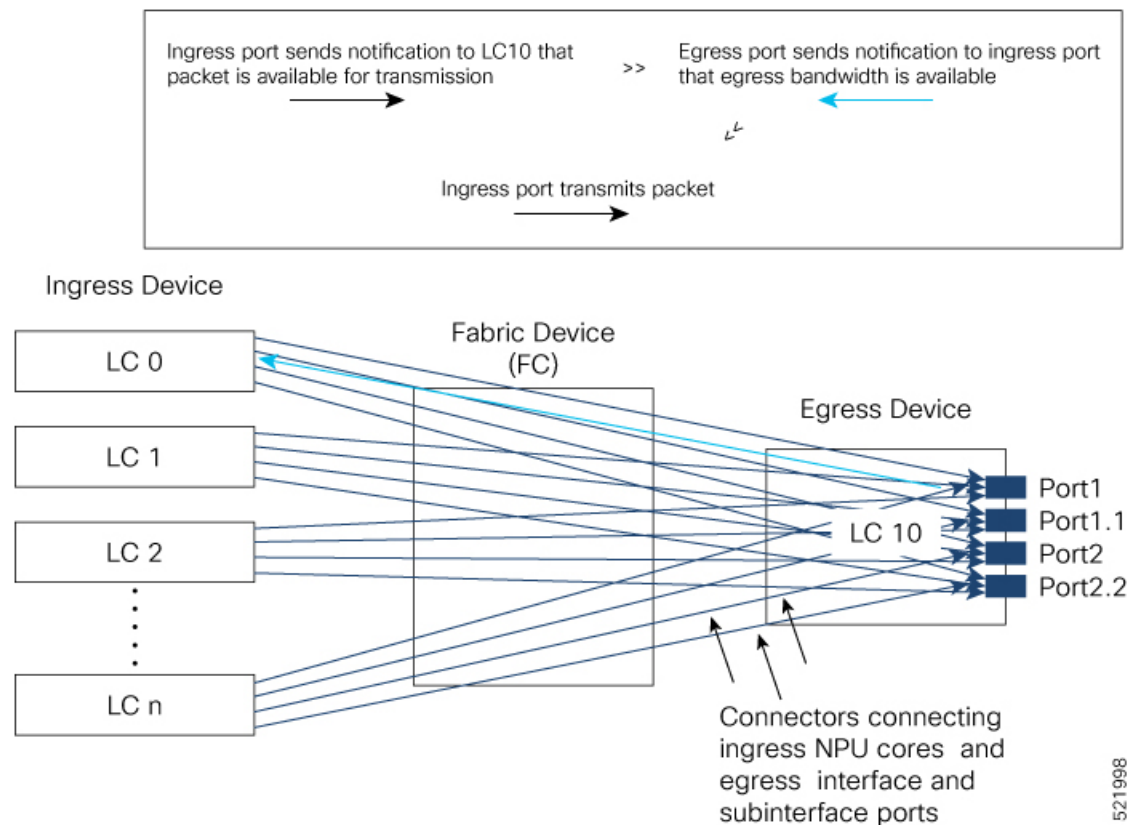 Ingress port sends notification to LC10 that
packet is available for transmission
>>
Egress port sends notification to ingress port
that egress bandwidth is available
>>
Ingress port transmits packet
Ingress Device
LC 0
LC 1
LC 2
LC n
Fabric Device
(FC)
Egress Device
LC 10
Port1
Port1.1
Port2
Port2.2
Connectors connecting
ingress NPU cores and
egress interface and
subinterface ports
521998